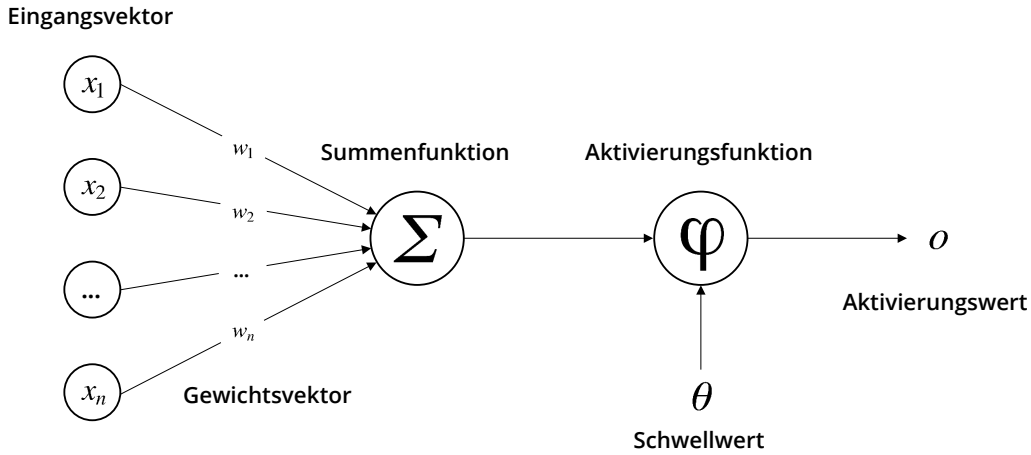 Eingangsvektor
x1
w1
Summenfunktion
Aktivierungsfunktion
x2
w2
Σ
φ
o
...
...
Aktivierungswert
wn
xn
Gewichtsvektor
θ
Schwellwert